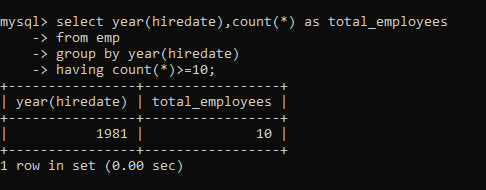 mysql> select year(hiredate),count(*) as total_employees
    -> from emp
    -> group by year(hiredate)
    -> having count(*)>=10;
+----------------+-----------------+
| year(hiredate) | total_employees |
+----------------+-----------------+
|           1981 |              10 |
+----------------+-----------------+
1 row in set (0.00 sec)